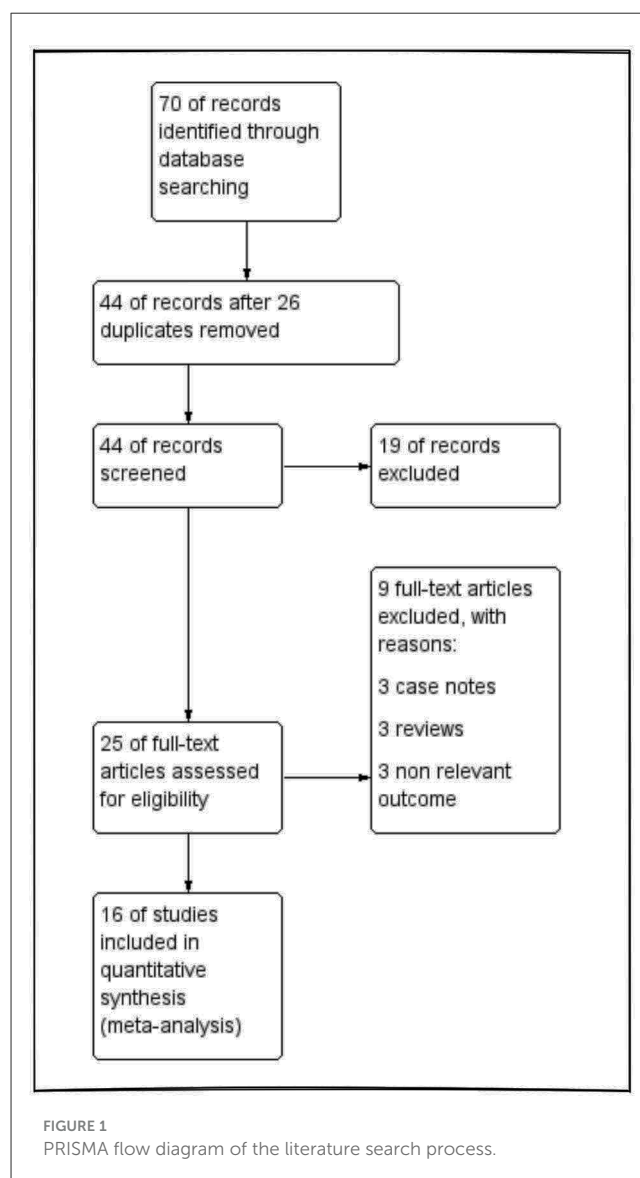 70 of records
identified through
database
searching
44 of records after 26
duplicates removed
44 of records
screened
19 of records
excluded
9 full-text articles
excluded, with
reasons:
3 case notes
3 reviews
3 non relevant
outcome
25 of full-text
articles assessed
for eligibility
16 of studies
included in
quantitative
synthesis
(meta-analysis)
FIGURE 1
PRISMA flow diagram of the literature search process.